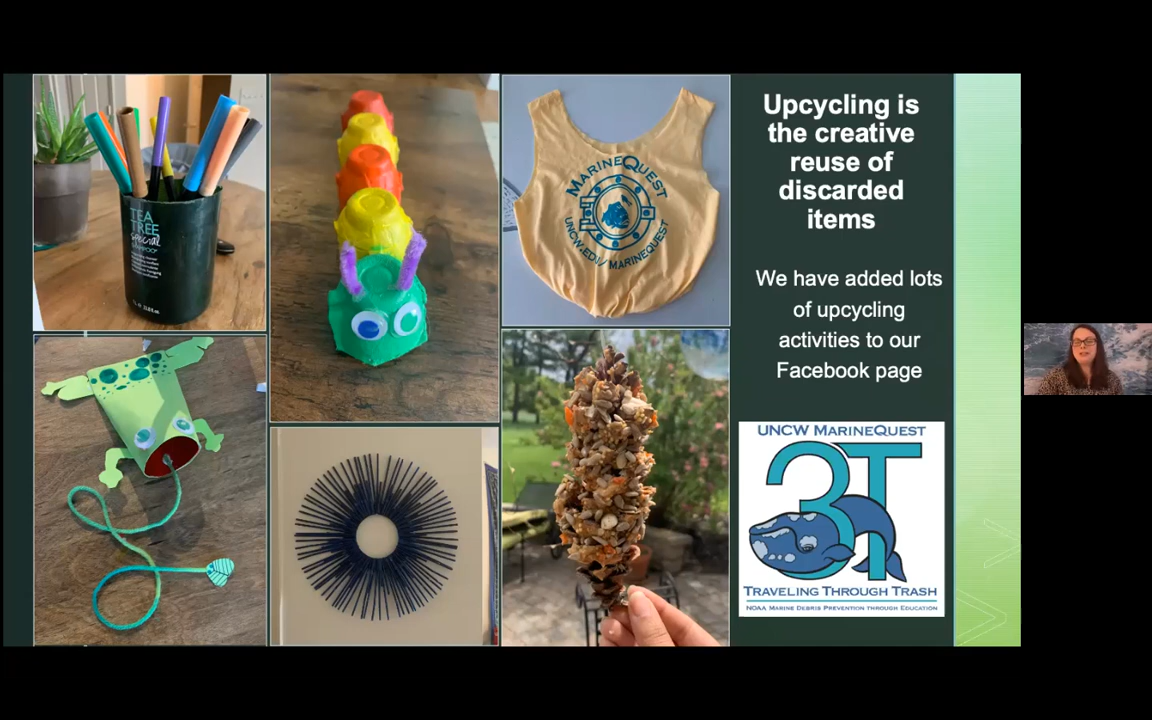 TEA
TREE
special
SHAMPOO
MARINEQUEST
UNCW.EDU/MARINEQUEST
Upcycling is
the creative
reuse of
discarded
items
We have added lots
of upcycling
activities to our
Facebook page
UNCW MARINEQUEST
3T
TRAVELING THROUGH TRASH
NOAA MARINE DEBRIS PREVENTION THROUGH EDUCATION